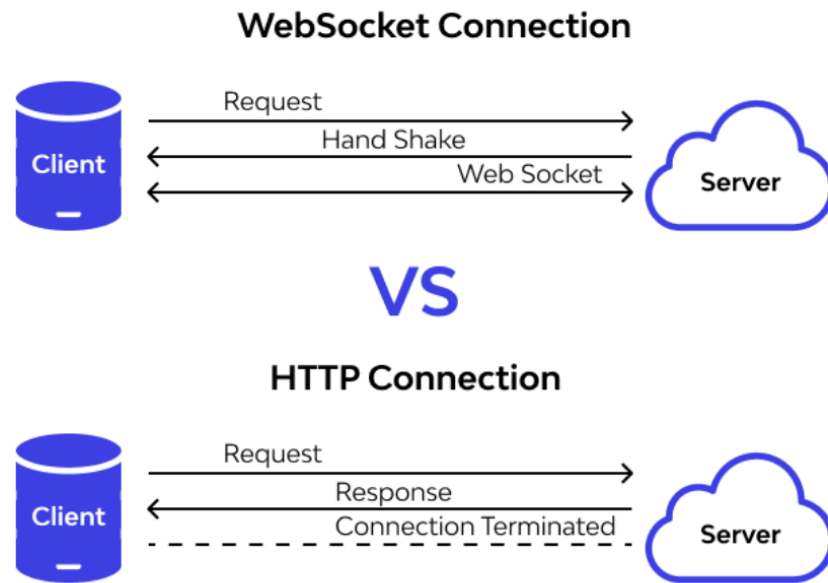 WebSocket Connection
Request
Hand Shake
Client
Web Socket
Server
VS
HTTP Connection
Request
Response
Client
Connection Terminated
Server